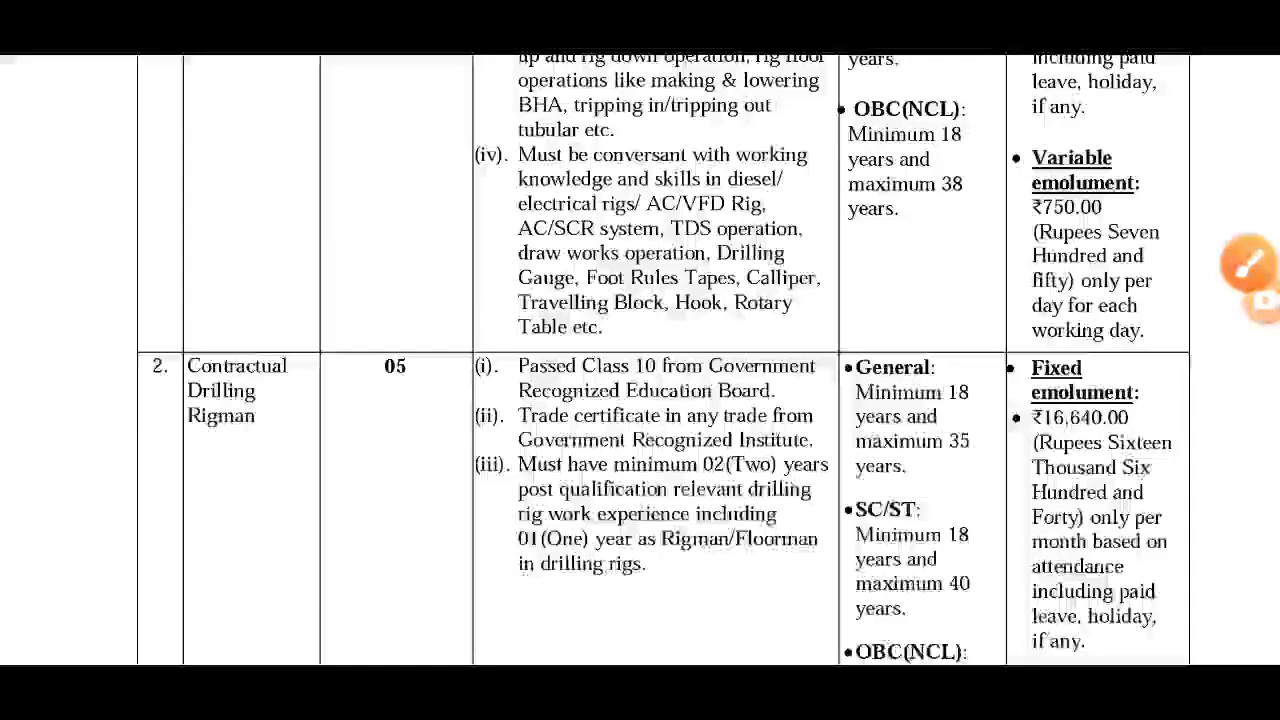 up and rig down operation, rig floor
operations like making & lowering
BHA, tripping in/tripping out
tubular etc.
(iv). Must be conversant with working
knowledge and skills in diesel/
electrical rigs/ AC/VFD Rig,
AC/SCR system, TDS operation,
draw works operation, Drilling
Gauge, Foot Rules Tapes, Calliper,
Travelling Block, Hook, Rotary
Table etc.
years.
• OBC(NCL):
Minimum 18
years and
maximum 38
years.
including paid
leave, holiday,
if any.
• Variable
emolument:
₹750.00
(Rupees Seven
Hundred and
fifty) only per
day for each
working day.
2.
Contractual
Drilling
Rigman
05
(i). Passed Class 10 from Government
Recognized Education Board.
(ii). Trade certificate in any trade from
Government Recognized Institute.
(iii). Must have minimum 02(Two) years
post qualification relevant drilling
rig work experience including
01(One) year as Rigman/Floorman
in drilling rigs.
• General:
Minimum 18
years and
maximum 35
years.
• SC/ST:
Minimum 18
years and
maximum 40
years.
• OBC(NCL):
• Fixed
emolument:
• ₹16,640.00
(Rupees Sixteen
Thousand Six
Hundred and
Forty) only per
month based on
attendance
including paid
leave, holiday,
if any.